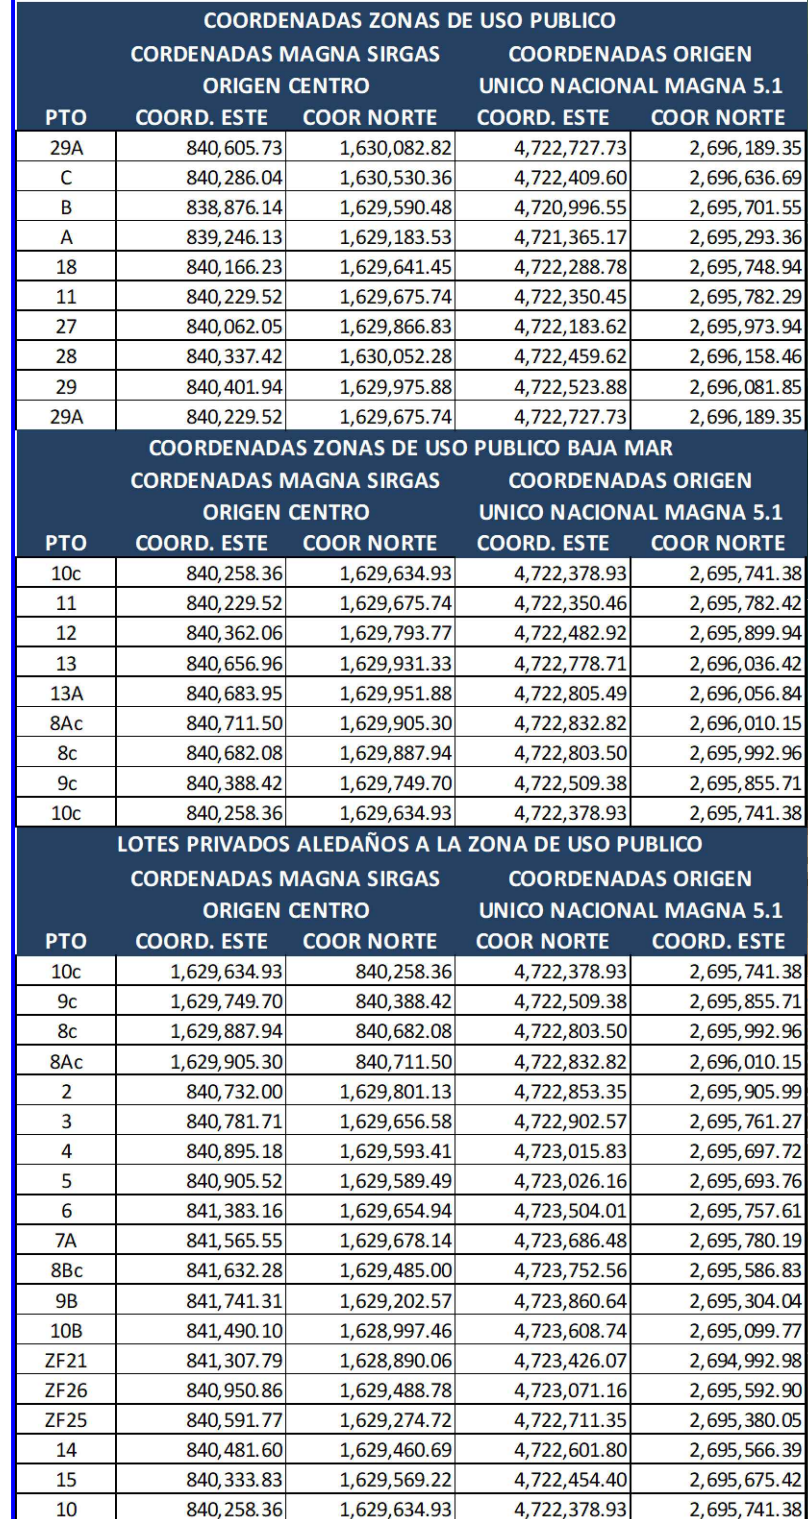 COORDENADAS ZONAS DE USO PUBLICO
CORDENADAS MAGNA SIRGAS COORDENADAS ORIGEN
ORIGEN CENTRO UNICO NACIONAL MAGNA 5.1
PTO COORD. ESTE COOR NORTE COORD. ESTE COOR NORTE
29A 840,605.73 1,630,082.82 4,722,727.73 2,696,189.35
C 840,286.04 1,630,530.36 4,722,409.60 2,696,636.69
B 838,876.14 1,629,590.48 4,720,996.55 2,695,701.55
A 839,246.13 1,629,183.53 4,721,365.17 2,695,293.36
18 840,166.23 1,629,641.45 4,722,288.78 2,695,748.94
11 840,229.52 1,629,675.74 4,722,350.45 2,695,782.29
27 840,062.05 1,629,866.83 4,722,183.62 2,695,973.94
28 840,337.42 1,630,052.28 4,722,459.62 2,696,158.46
29 840,401.94 1,629,975.88 4,722,523.88 2,696,081.85
29A 840,229.52 1,629,675.74 4,722,727.73 2,696,189.35
COORDENADAS ZONAS DE USO PUBLICO BAJA MAR
CORDENADAS MAGNA SIRGAS COORDENADAS ORIGEN
ORIGEN CENTRO UNICO NACIONAL MAGNA 5.1
PTO COORD. ESTE COOR NORTE COORD. ESTE COOR NORTE
10c 840,258.36 1,629,634.93 4,722,378.93 2,695,741.38
11 840,229.52 1,629,675.74 4,722,350.46 2,695,782.42
12 840,362.06 1,629,793.77 4,722,482.92 2,695,899.94
13 840,656.96 1,629,931.33 4,722,778.71 2,696,036.42
13A 840,683.95 1,629,951.88 4,722,805.49 2,696,056.84
8Ac 840,711.50 1,629,905.30 4,722,832.82 2,696,010.15
8c 840,682.08 1,629,887.94 4,722,803.50 2,695,992.96
9c 840,388.42 1,629,749.70 4,722,509.38 2,695,855.71
10c 840,258.36 1,629,634.93 4,722,378.93 2,695,741.38
LOTES PRIVADOS ALEDAÑOS A LA ZONA DE USO PUBLICO
CORDENADAS MAGNA SIRGAS COORDENADAS ORIGEN
ORIGEN CENTRO UNICO NACIONAL MAGNA 5.1
PTO COORD. ESTE COOR NORTE COOR NORTE COORD. ESTE
10c 1,629,634.93 840,258.36 4,722,378.93 2,695,741.38
9c 1,629,749.70 840,388.42 4,722,509.38 2,695,855.71
8c 1,629,887.94 840,682.08 4,722,803.50 2,695,992.96
8Ac 1,629,905.30 840,711.50 4,722,832.82 2,696,010.15
2 840,732.00 1,629,801.13 4,722,853.35 2,695,905.99
3 840,781.71 1,629,656.58 4,722,902.57 2,695,761.27
4 840,895.18 1,629,593.41 4,723,015.83 2,695,697.72
5 840,905.52 1,629,589.49 4,723,026.16 2,695,693.76
6 841,383.16 1,629,654.94 4,723,504.01 2,695,757.61
7A 841,565.55 1,629,678.14 4,723,686.48 2,695,780.19
8Bc 841,632.28 1,629,485.00 4,723,752.56 2,695,586.83
9B 841,741.31 1,629,202.57 4,723,860.64 2,695,304.04
10B 841,490.10 1,628,997.46 4,723,608.74 2,695,099.77
ZF21 841,307.79 1,628,890.06 4,723,426.07 2,694,992.98
ZF26 840,950.86 1,629,488.78 4,723,071.16 2,695,592.90
ZF25 840,591.77 1,629,274.72 4,722,711.35 2,695,380.05
14 840,481.60 1,629,460.69 4,722,601.80 2,695,566.39
15 840,333.83 1,629,569.22 4,722,454.40 2,695,675.42
10 840,258.36 1,629,634.93 4,722,378.93 2,695,741.38